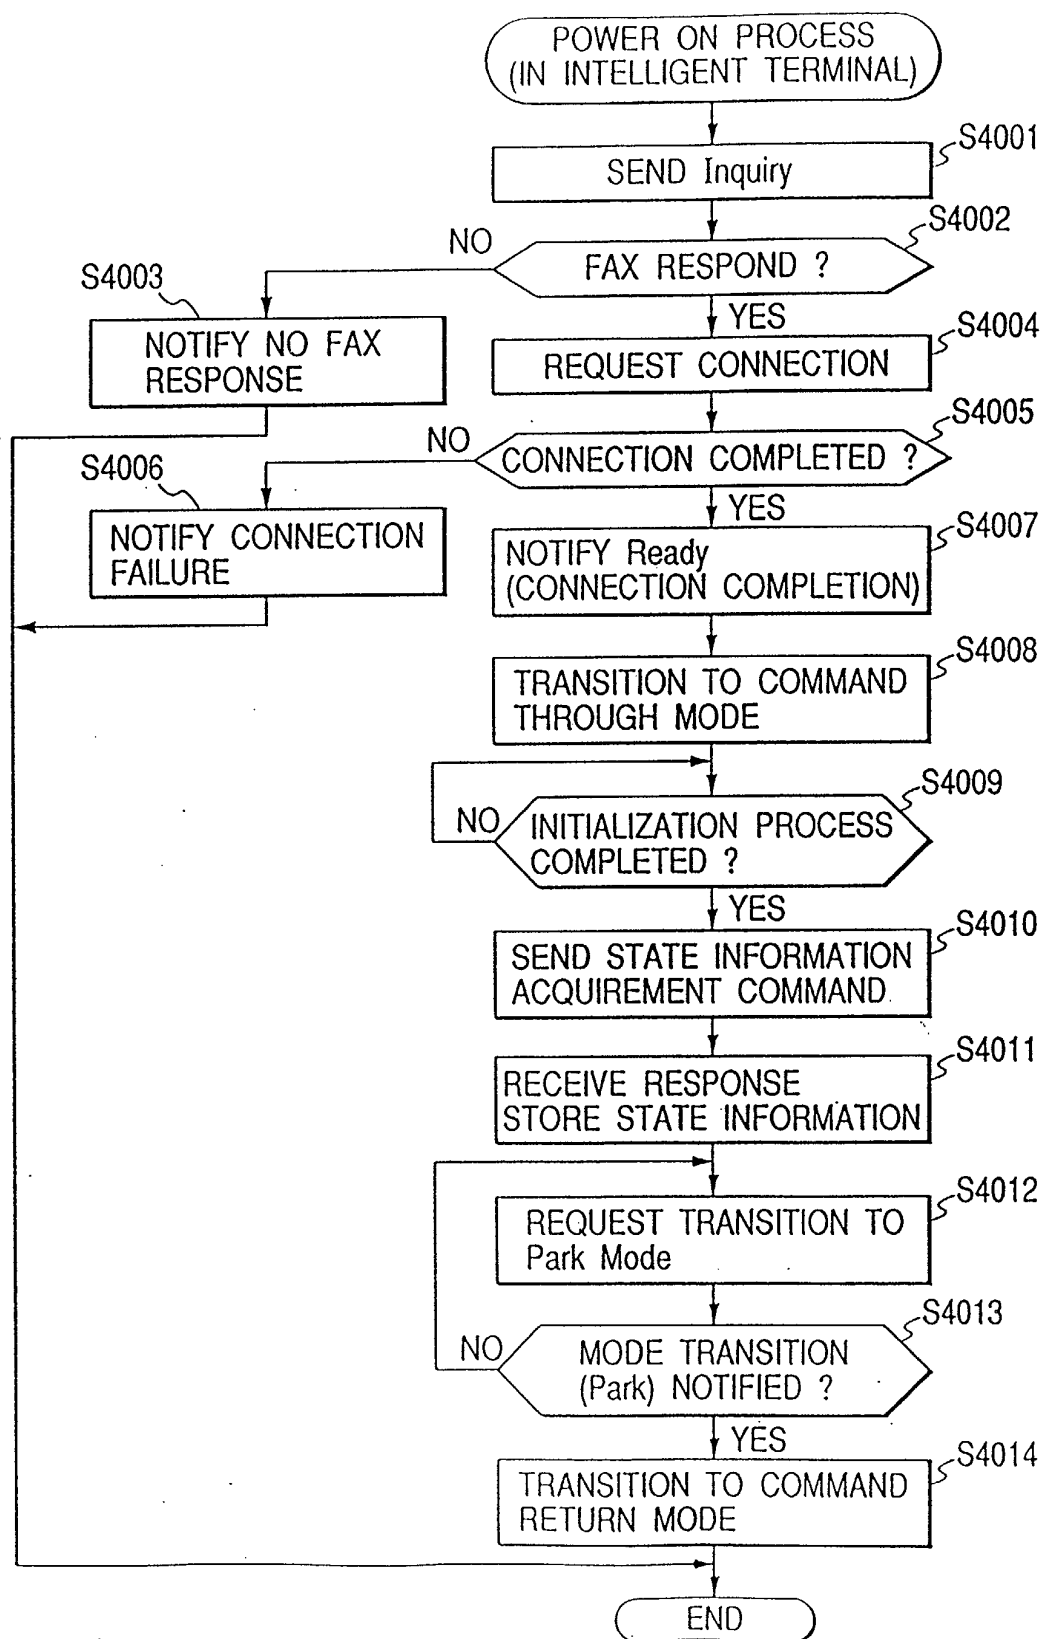 POWER ON PROCESS
(IN INTELLIGENT TERMINAL)
S4001
SEND Inquiry
S4002
NO
FAX RESPOND ?
S4003
YES
S4004
NOTIFY NO FAX
RESPONSE
REQUEST CONNECTION
S4005
NO
CONNECTION COMPLETED ?
S4006
YES
S4007
NOTIFY CONNECTION
FAILURE
NOTIFY Ready
(CONNECTION COMPLETION)
S4008
TRANSITION TO COMMAND
THROUGH MODE
S4009
NO
INITIALIZATION PROCESS
COMPLETED ?
YES
S4010
SEND STATE INFORMATION
ACQUIREMENT COMMAND
S4011
RECEIVE RESPONSE
STORE STATE INFORMATION
S4012
REQUEST TRANSITION TO
Park Mode
S4013
NO
MODE TRANSITION
(Park) NOTIFIED ?
YES
S4014
TRANSITION TO COMMAND
RETURN MODE
END